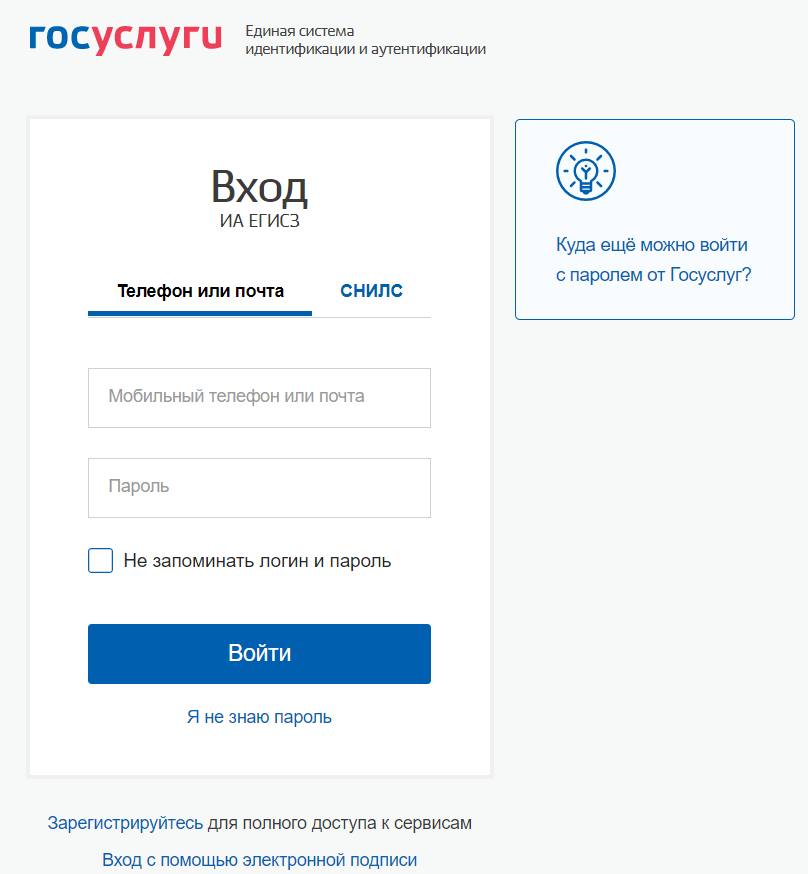 госуслуги
Единая система
идентификации и аутентификации
Вход
ИА ЕГИСЗ
Телефон или почта
СНИЛС
Мобильный телефон или почта
Пароль
Не запоминать логин и пароль
Войти
Я не знаю пароль
Зарегистрируйтесь для полного доступа к сервисам
Вход с помощью электронной подписи
Куда ещё можно войти
с паролем от Госуслуг?